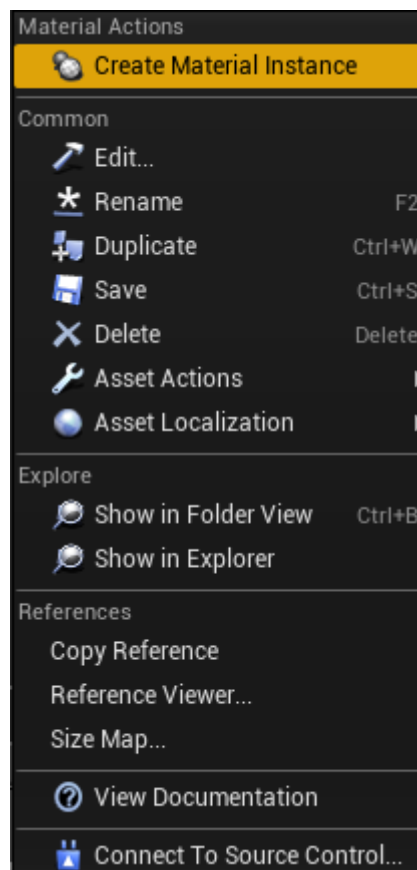 Material Actions
Create Material Instance
Common
Edit...
Rename F2
Duplicate Ctrl+W
Save Ctrl+S
Delete Delete
Asset Actions
Asset Localization
Explore
Show in Folder View Ctrl+B
Show in Explorer
References
Copy Reference
Reference Viewer...
Size Map...
View Documentation
Connect To Source Control...